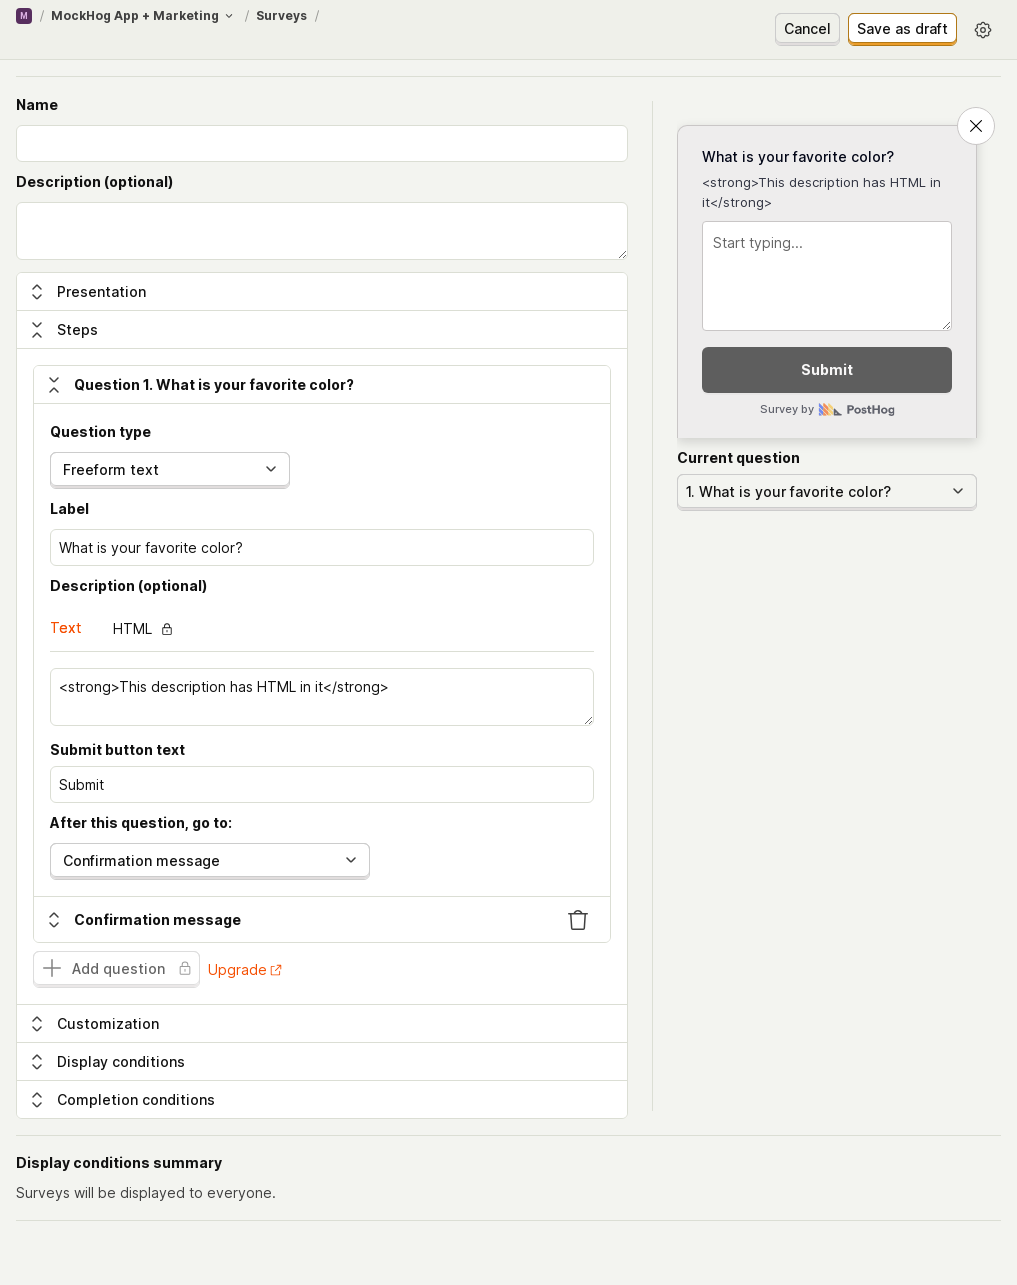 M / MockHog App + Marketing / Surveys /
Cancel
Save as draft
Name
Description (optional)
Presentation
Steps
Question 1. What is your favorite color?
Question type
Freeform text
Label
What is your favorite color?
Description (optional)
Text
HTML
<strong>This description has HTML in it</strong>
Submit button text
Submit
After this question, go to:
Confirmation message
Confirmation message
Add question
Upgrade
Customization
Display conditions
Completion conditions
What is your favorite color?
<strong>This description has HTML in
it</strong>
Start typing...
Submit
Survey by PostHog
Current question
1. What is your favorite color?
Display conditions summary
Surveys will be displayed to everyone.